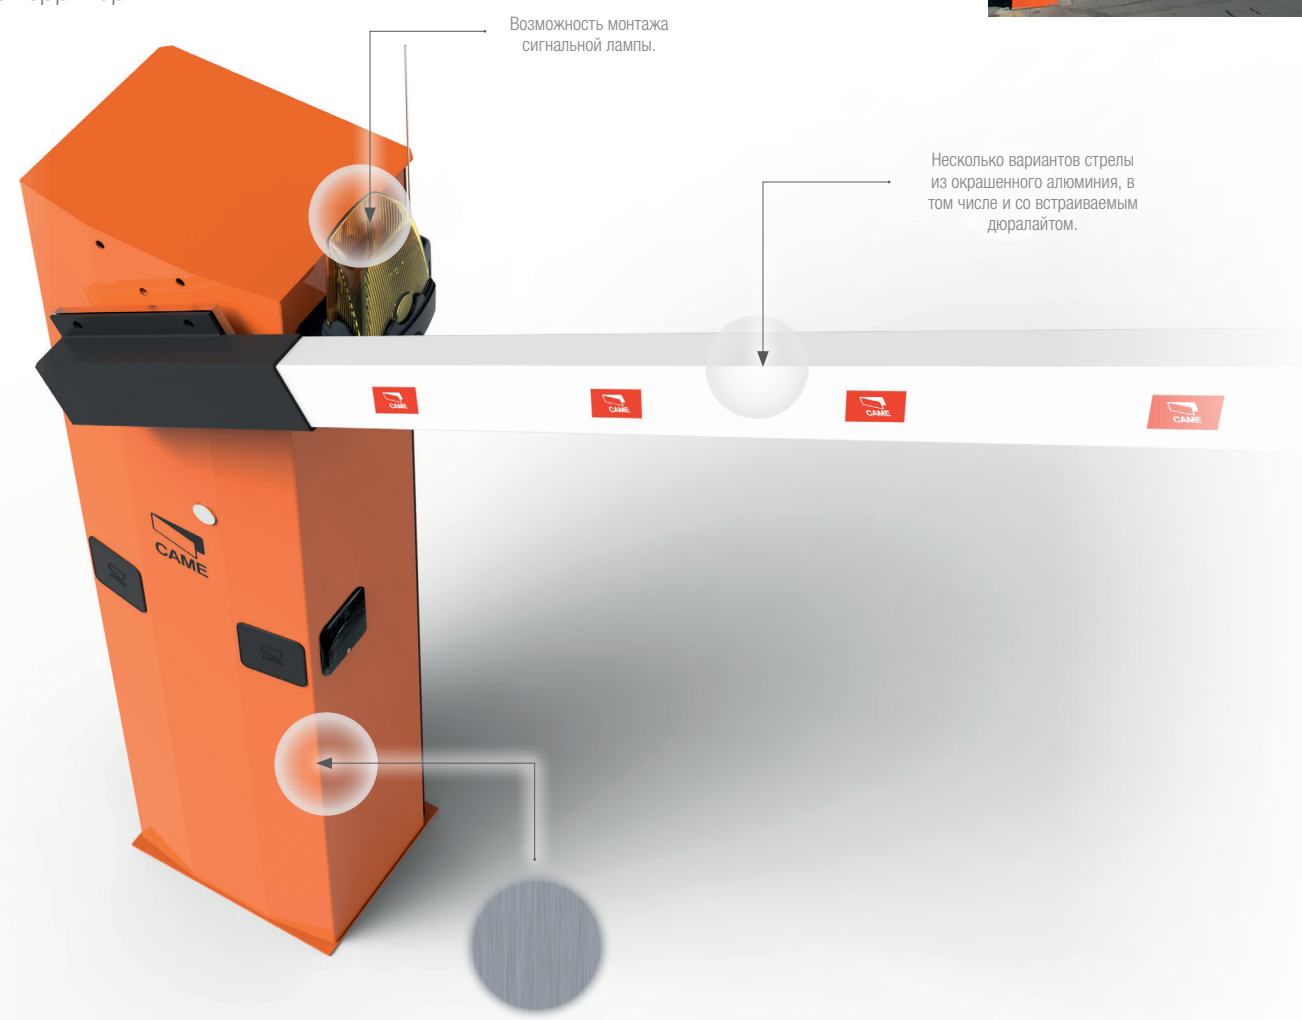 Возможность монтажа
сигнальной лампы.
Несколько вариантов стрелы
из окрашенного алюминия, в
том числе и со встраиваемым
дюралайтом.
CAME
CAME
CAME
CAME
CAME